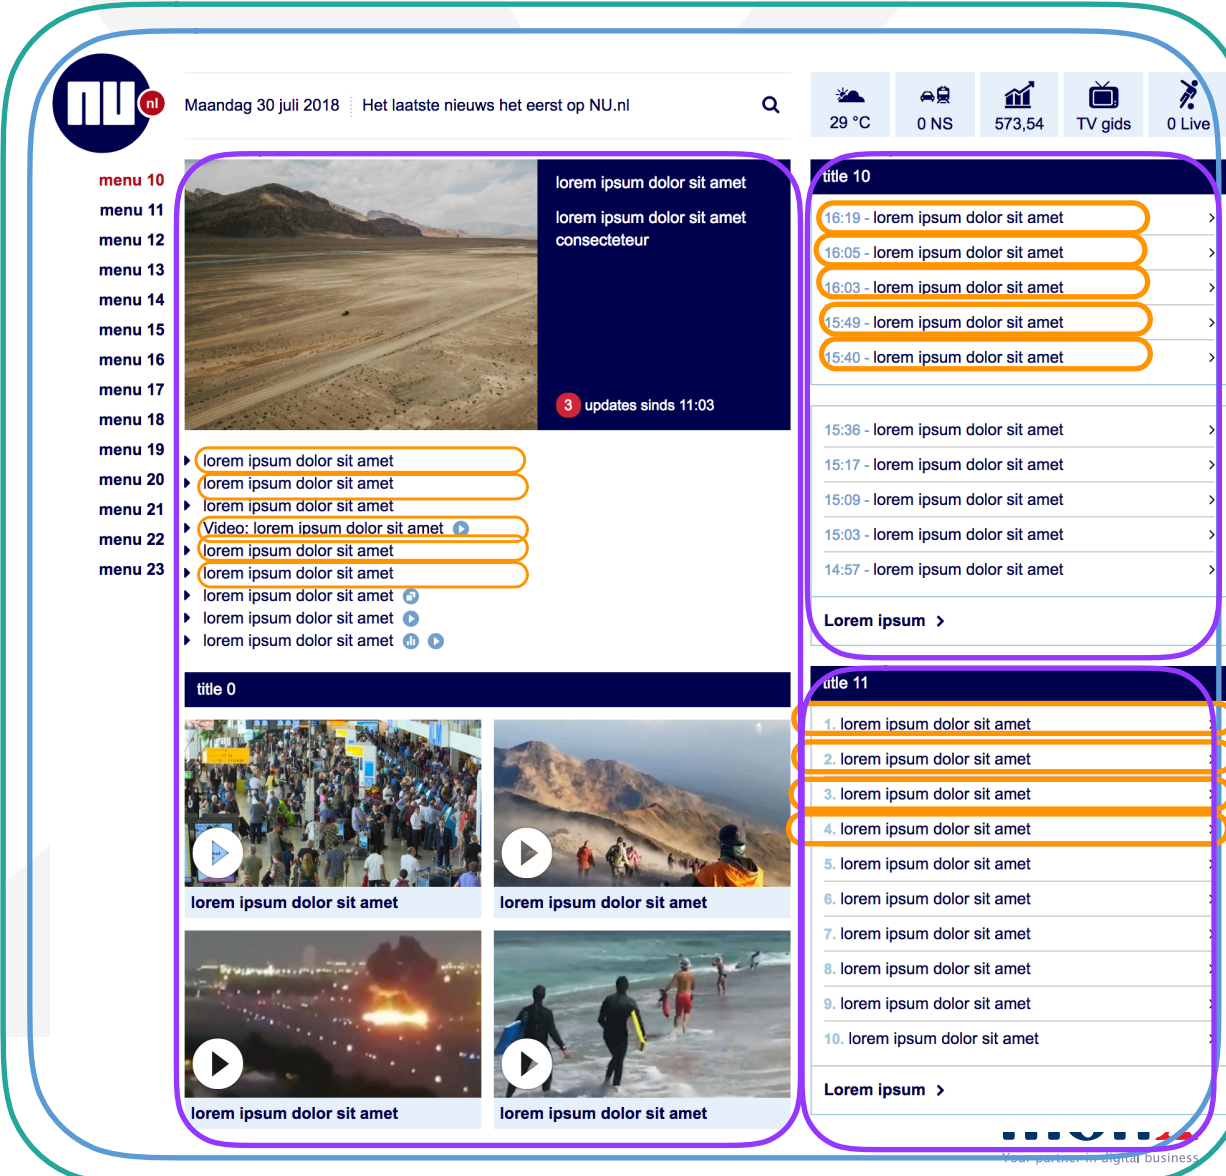 nu
nl
Maandag 30 juli 2018
Het laatste nieuws het eerst op NU.nl
29 °C
0 NS
573,54
TV gids
0 Live
menu 10
menu 11
menu 12
menu 13
menu 14
menu 15
menu 16
menu 17
menu 18
menu 19
menu 20
menu 21
menu 22
menu 23
lorem ipsum dolor sit amet
lorem ipsum dolor sit amet
consecteteur
3 updates sinds 11:03
lorem ipsum dolor sit amet
lorem ipsum dolor sit amet
lorem ipsum dolor sit amet
Video: lorem ipsum dolor sit amet
lorem ipsum dolor sit amet
lorem ipsum dolor sit amet
lorem ipsum dolor sit amet
lorem ipsum dolor sit amet
lorem ipsum dolor sit amet
title 0
lorem ipsum dolor sit amet
lorem ipsum dolor sit amet
lorem ipsum dolor sit amet
lorem ipsum dolor sit amet
title 10
16:19 - lorem ipsum dolor sit amet
16:05 - lorem ipsum dolor sit amet
16:03 - lorem ipsum dolor sit amet
15:49 - lorem ipsum dolor sit amet
15:40 - lorem ipsum dolor sit amet
15:36 - lorem ipsum dolor sit amet
15:17 - lorem ipsum dolor sit amet
15:09 - lorem ipsum dolor sit amet
15:03 - lorem ipsum dolor sit amet
14:57 - lorem ipsum dolor sit amet
Lorem ipsum
title 11
1. lorem ipsum dolor sit amet
2. lorem ipsum dolor sit amet
3. lorem ipsum dolor sit amet
4. lorem ipsum dolor sit amet
5. lorem ipsum dolor sit amet
6. lorem ipsum dolor sit amet
7. lorem ipsum dolor sit amet
8. lorem ipsum dolor sit amet
9. lorem ipsum dolor sit amet
10. lorem ipsum dolor sit amet
Lorem ipsum
Your partner in digital business